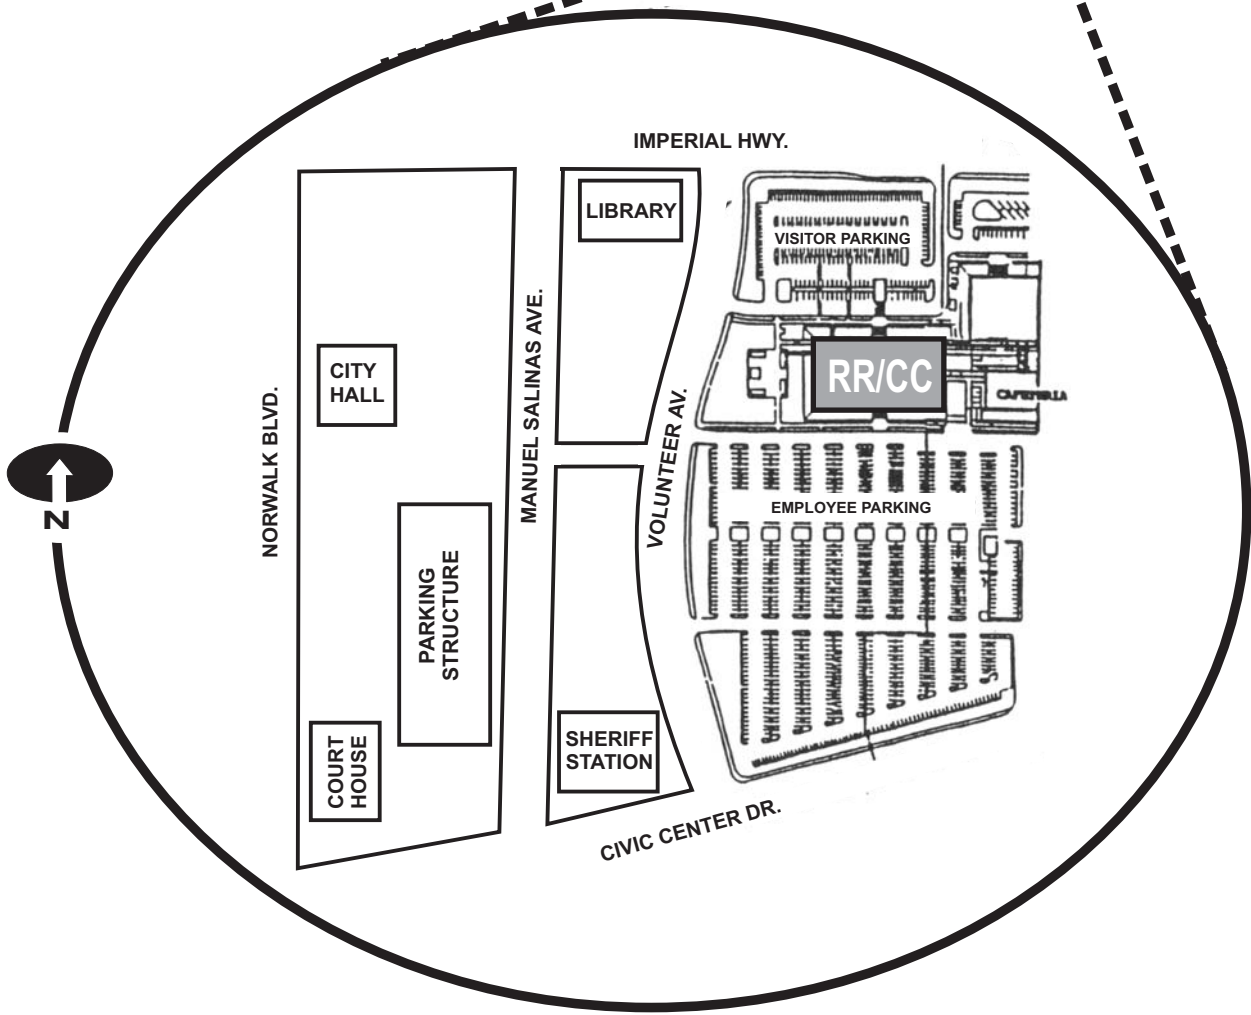 IMPERIAL HWY.
LIBRARY
VISITOR PARKING
CITY
HALL
RR/CC
CAFETERIA
NORWALK BLVD.
MANUEL SALINAS AVE.
VOLUNTEER AV.
N
EMPLOYEE PARKING
PARKING
STRUCTURE
COURT
HOUSE
SHERIFF
STATION
CIVIC CENTER DR.